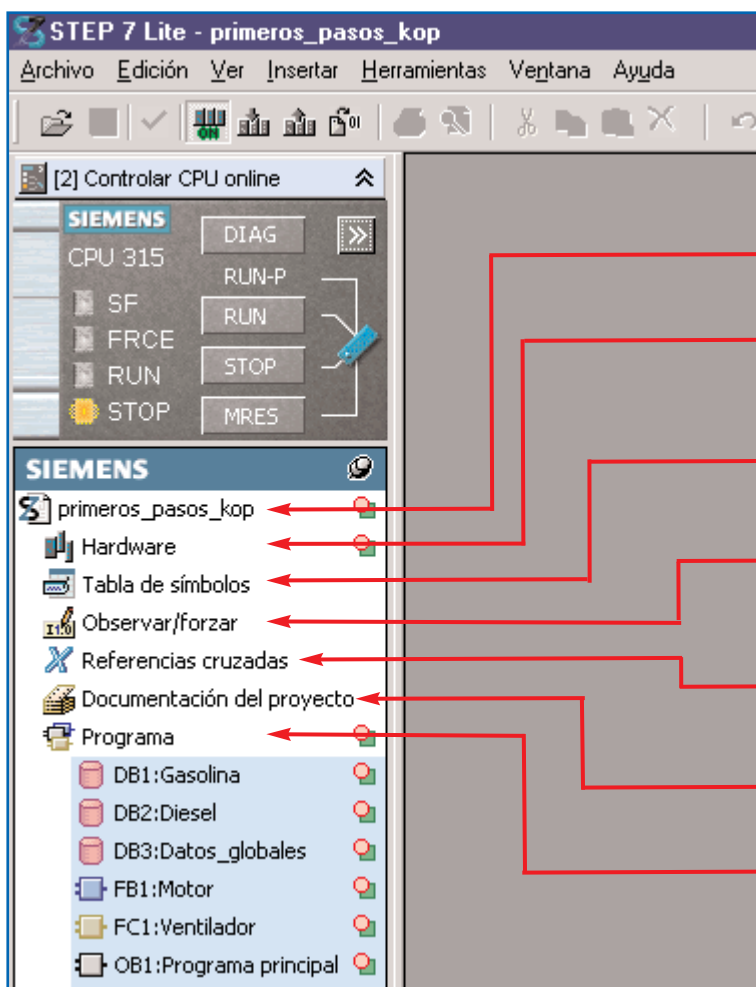 STEP 7 Lite - primeros_pasos_kop
Archivo Edición Ver Insertar Herramientas Ventana Ayuda
ON
[2] Controlar CPU online
SIEMENS
CPU 315
DIAG
RUN-P
SF
RUN
FRCE
RUN
STOP
STOP
MRES
SIEMENS
primeros_pasos_kop
Hardware
Tabla de símbolos
Observar/forzar
Referencias cruzadas
Documentación del proyecto
Programa
DB1:Gasolina
DB2:Diesel
DB3:Datos_globales
FB1:Motor
FC1:Ventilador
OB1:Programa principal